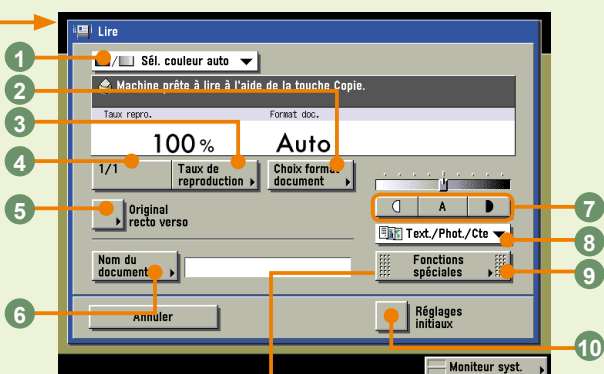 Lire
1
Sél. couleur auto
2
Machine prête à lire à l'aide de la touche Copie.
Taux repro.
Format doc.
3
100 %
Auto
4
1/1
Taux de
reproduction
Choix format
document
5
Original
recto verso
A
7
Text./Phot./Cte
8
Nom du
document
Fonctions
spéciales
9
6
Annuler
Réglages
initiaux
10
Moniteur syst.